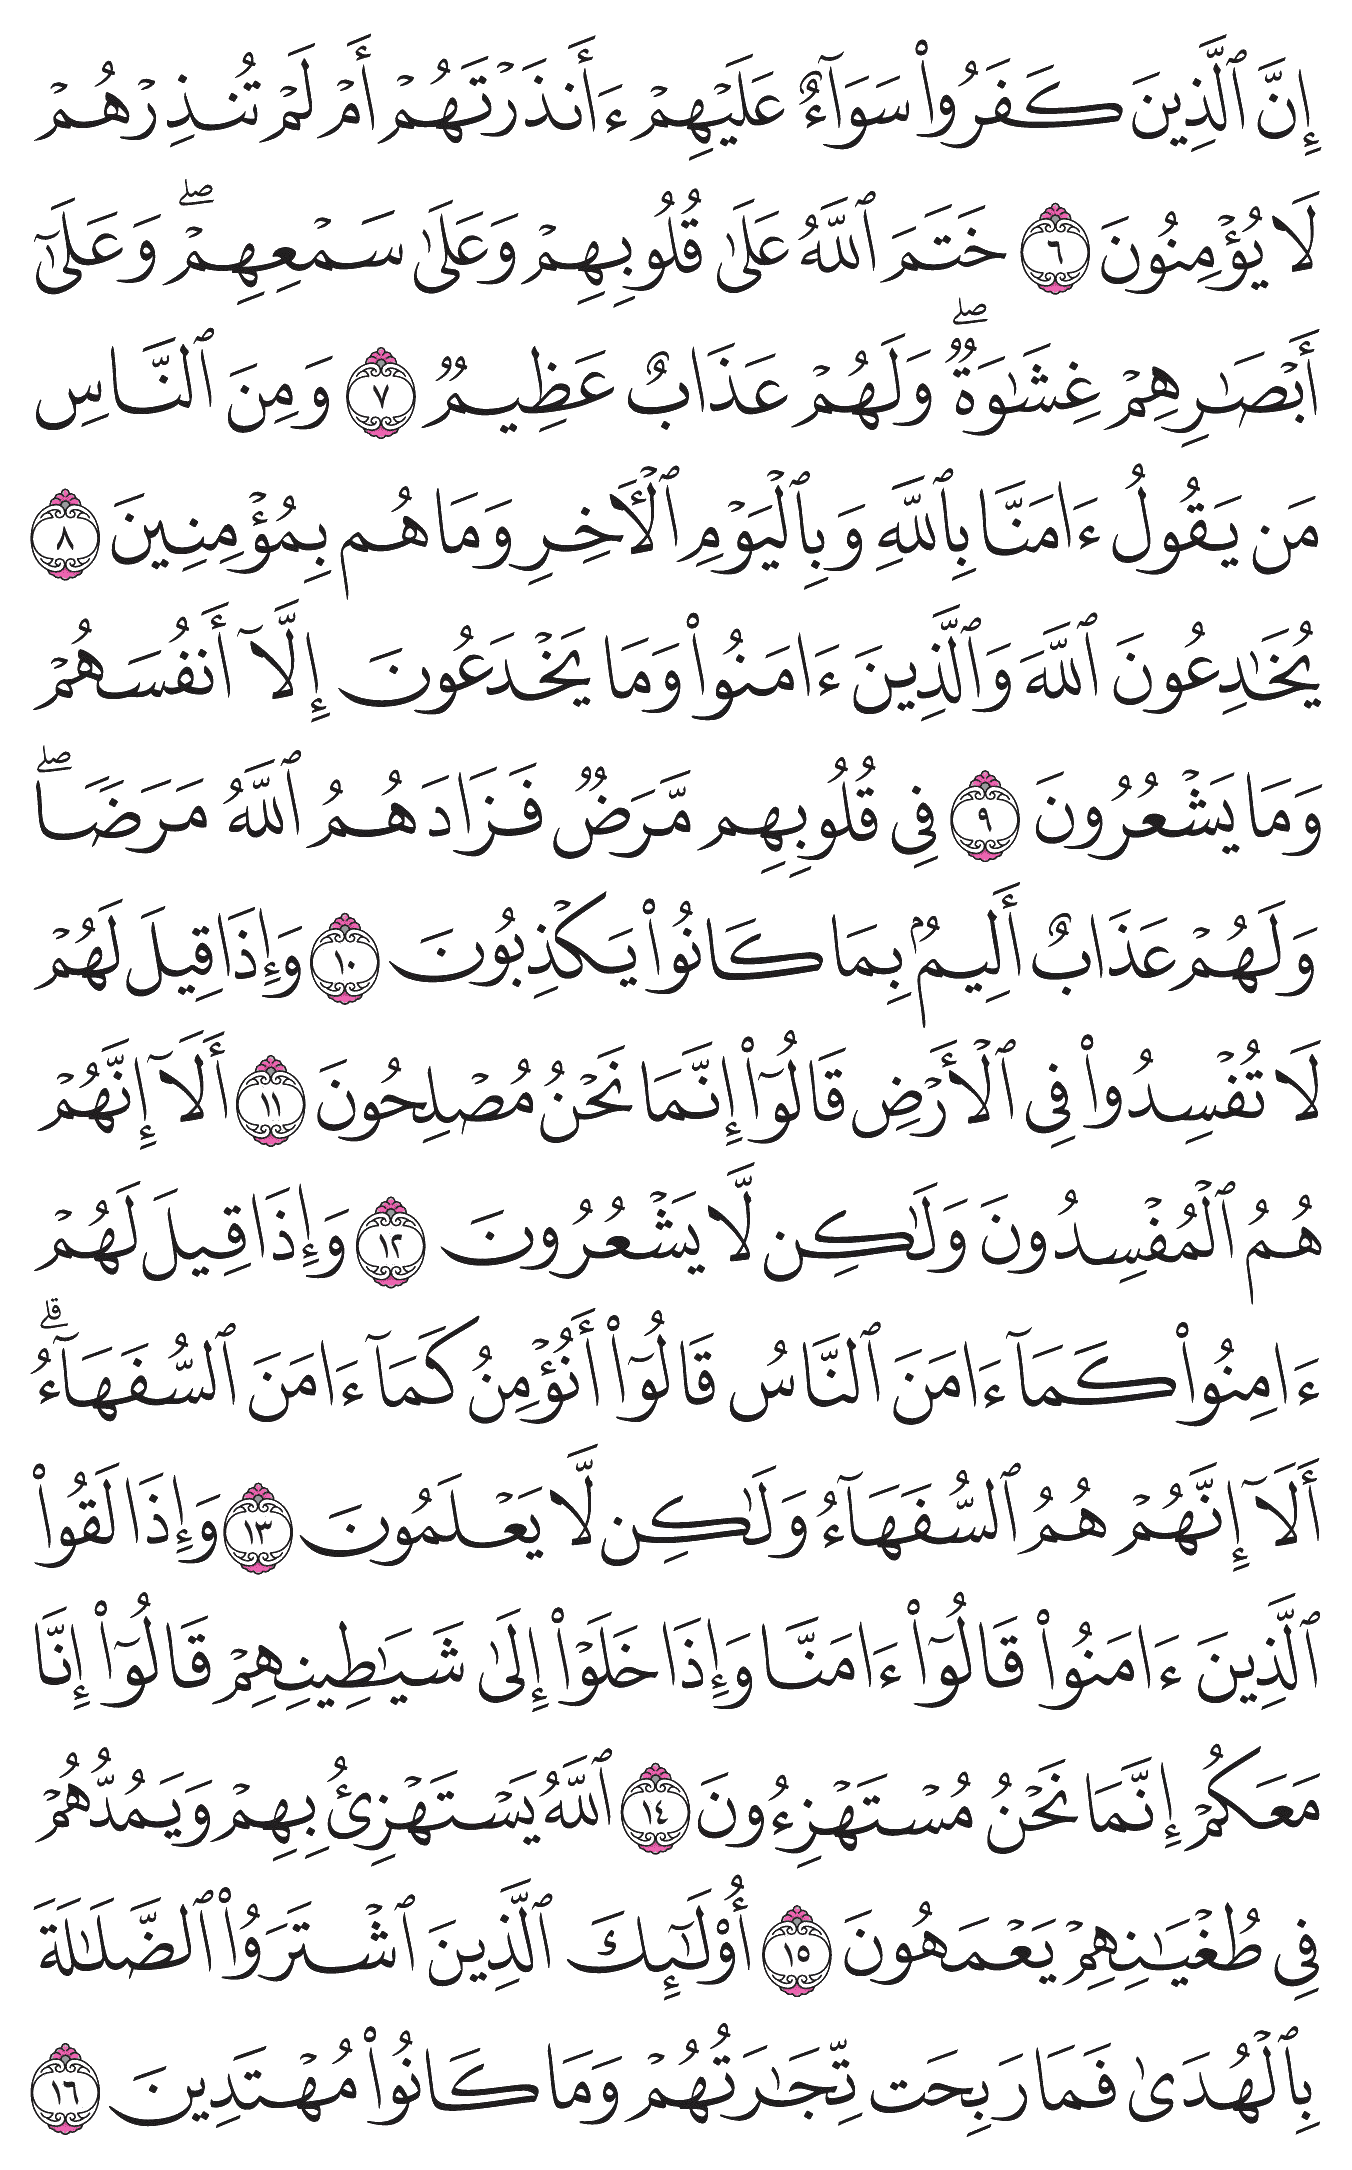 إِنَّ ٱلَّذِينَ كَفَرُوا۟ سَوَآءٌ عَلَيْهِمْ ءَأَنذَرْتَهُمْ أَمْ لَمْ تُنذِرْهُمْ
لَا يُؤْمِنُونَ ٦ خَتَمَ ٱللَّهُ عَلَىٰ قُلُوبِهِمْ وَعَلَىٰ سَمْعِهِمْ ۖ وَعَلَىٰٓ
أَبْصَـٰرِهِمْ غِشَـٰوَةٌ ۖ وَلَهُمْ عَذَابٌ عَظِيمٌ ٧ وَمِنَ ٱلنَّاسِ
مَن يَقُولُ ءَامَنَّا بِٱللَّهِ وَبِٱلْيَوْمِ ٱلْـَٔاخِرِ وَمَا هُم بِمُؤْمِنِينَ ٨
يُخَـٰدِعُونَ ٱللَّهَ وَٱلَّذِينَ ءَامَنُوا۟ وَمَا يَخْدَعُونَ إِلَّآ أَنفُسَهُمْ
وَمَا يَشْعُرُونَ ٩ فِى قُلُوبِهِم مَّرَضٌ فَزَادَهُمُ ٱللَّهُ مَرَضًا ۖ
وَلَهُمْ عَذَابٌ أَلِيمٌۢ بِمَا كَانُوا۟ يَكْذِبُونَ ١٠ وَإِذَا قِيلَ لَهُمْ
لَا تُفْسِدُوا۟ فِى ٱلْأَرْضِ قَالُوٓا۟ إِنَّمَا نَحْنُ مُصْلِحُونَ ١١ أَلَآ إِنَّهُمْ
هُمُ ٱلْمُفْسِدُونَ وَلَـٰكِن لَّا يَشْعُرُونَ ١٢ وَإِذَا قِيلَ لَهُمْ
ءَامِنُوا۟ كَمَآ ءَامَنَ ٱلنَّاسُ قَالُوٓا۟ أَنُؤْمِنُ كَمَآ ءَامَنَ ٱلسُّفَهَآءُ ۗ
أَلَآ إِنَّهُمْ هُمُ ٱلسُّفَهَآءُ وَلَـٰكِن لَّا يَعْلَمُونَ ١٣ وَإِذَا لَقُوا۟
ٱلَّذِينَ ءَامَنُوا۟ قَالُوٓا۟ ءَامَنَّا وَإِذَا خَلَوْا۟ إِلَىٰ شَيَـٰطِينِهِمْ قَالُوٓا۟ إِنَّا
مَعَكُمْ إِنَّمَا نَحْنُ مُسْتَهْزِءُونَ ١٤ ٱللَّهُ يَسْتَهْزِئُ بِهِمْ وَيَمُدُّهُمْ
فِى طُغْيَـٰنِهِمْ يَعْمَهُونَ ١٥ أُو۟لَـٰٓئِكَ ٱلَّذِينَ ٱشْتَرَوُا۟ ٱلضَّلَـٰلَةَ
بِٱلْهُدَىٰ فَمَا رَبِحَت تِّجَـٰرَتُهُمْ وَمَا كَانُوا۟ مُهْتَدِينَ ١٦